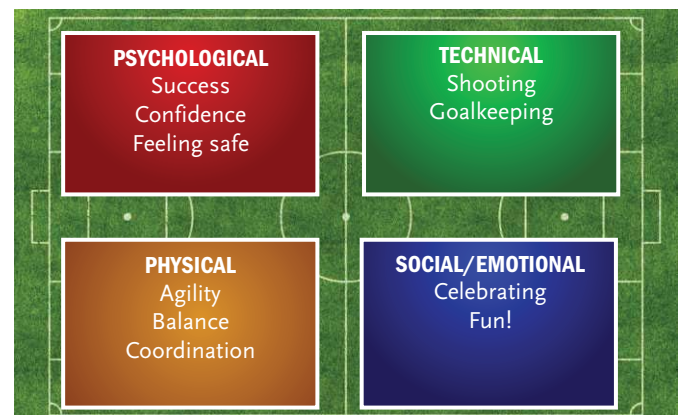 PSYCHOLOGICAL
Success
Confidence
Feeling safe
TECHNICAL
Shooting
Goalkeeping
PHYSICAL
Agility
Balance
Coordination
SOCIAL/EMOTIONAL
Celebrating
Fun!